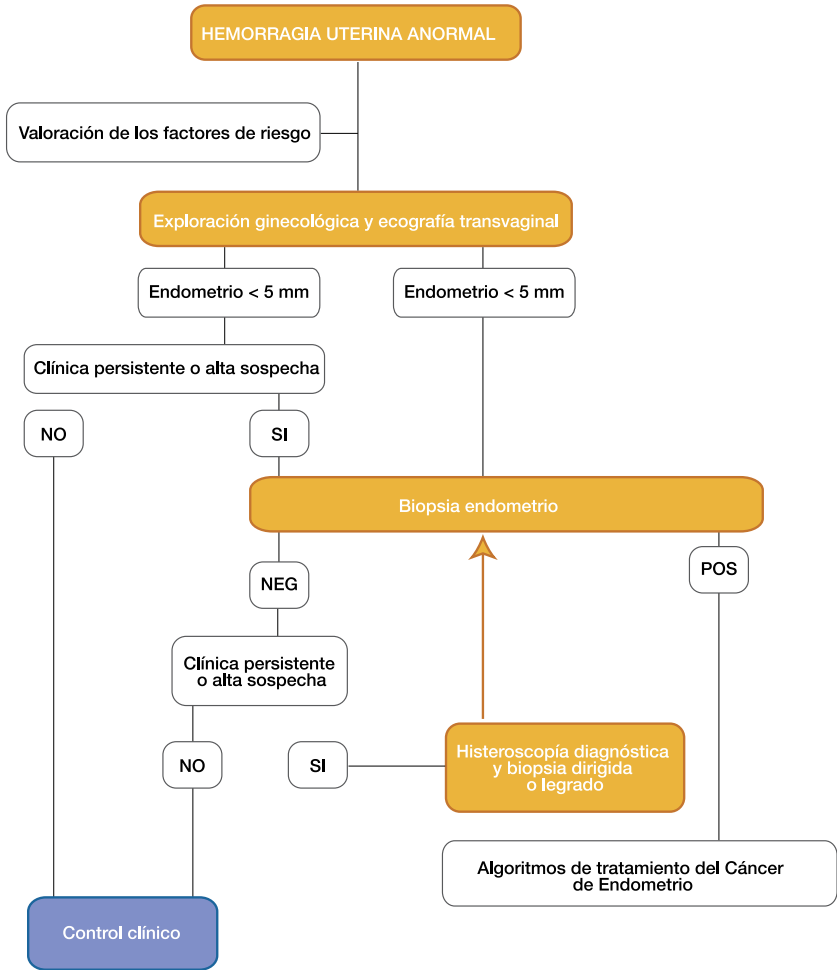 HEMORRAGIA UTERINA ANORMAL
Valoración de los factores de riesgo
Exploración ginecológica y ecografía transvaginal
Endometrio < 5 mm
Endometrio < 5 mm
Clínica persistente o alta sospecha
NO
SI
Biopsia endometrio
NEG
POS
Clínica persistente
o alta sospecha
NO
SI
Histeroscopía diagnóstica
y biopsia dirigida
o legrado
Algoritmos de tratamiento del Cáncer
de Endometrio
Control clínico